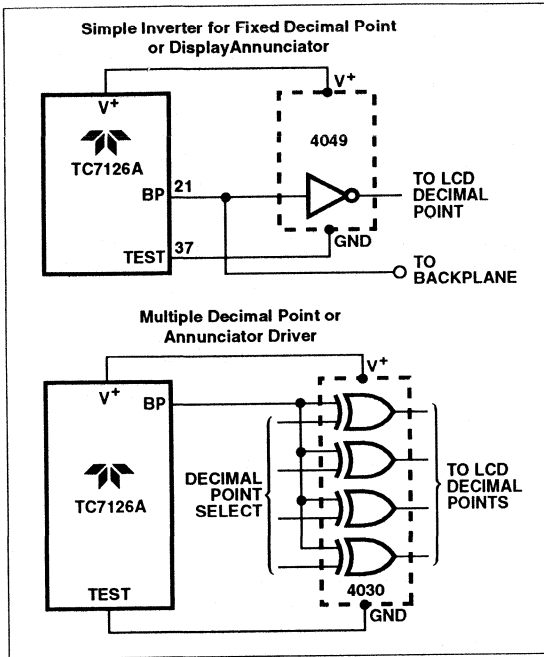 Simple Inverter for Fixed Decimal Point
or DisplayAnnunciator
V+
V+
4049
TC7126A
BP 21
TO LCD
DECIMAL
POINT
TEST 37
GND
TO
BACKPLANE
Multiple Decimal Point or
Annunciator Driver
V+
V+
BP
TC7126A
DECIMAL
POINT
SELECT
TO LCD
DECIMAL
POINTS
TEST
4030
GND